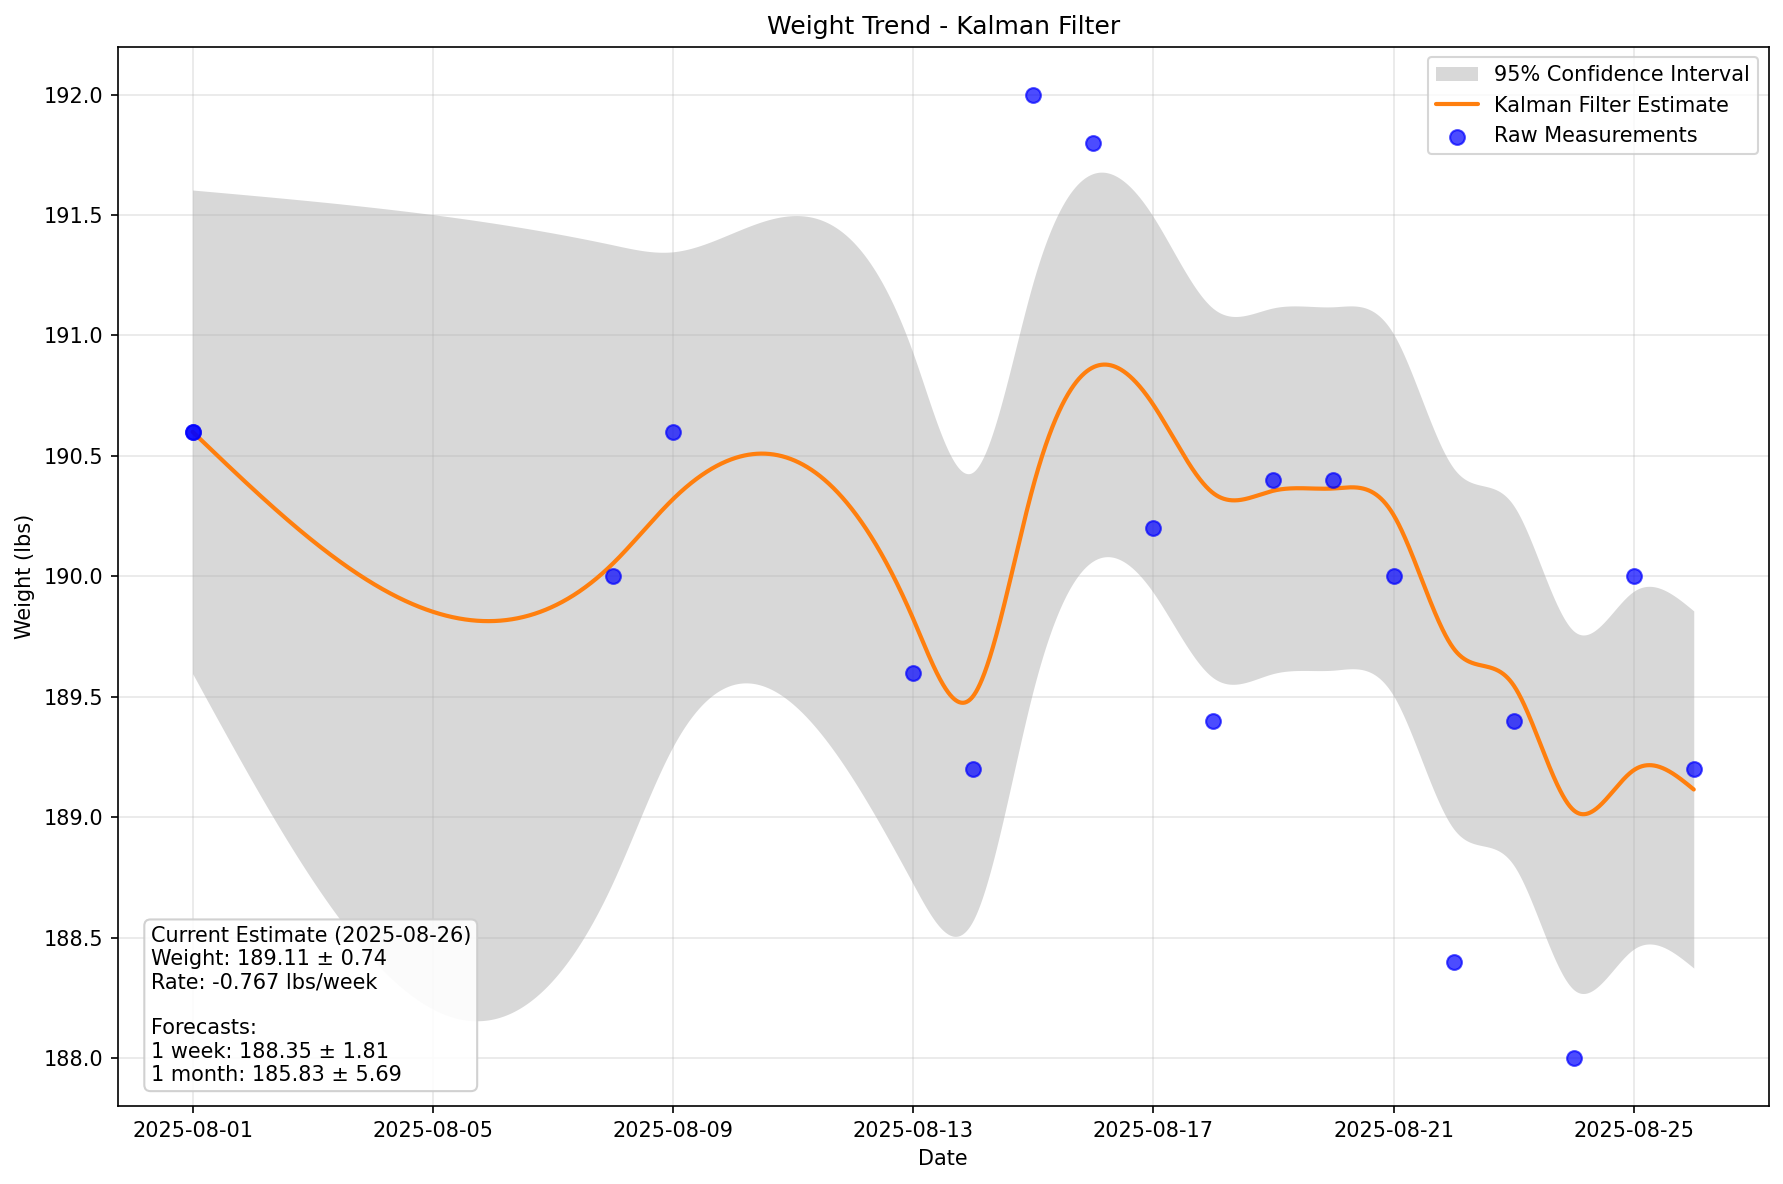 Weight Trend - Kalman Filter
95% Confidence Interval
Kalman Filter Estimate
Raw Measurements
Weight (lbs)
192.0
191.5
191.0
190.5
190.0
189.5
189.0
188.5
188.0
Current Estimate (2025-08-26)
Weight: 189.11 ± 0.74
Rate: -0.767 lbs/week
Forecasts:
1 week: 188.35 ± 1.81
1 month: 185.83 ± 5.69
2025-08-01 2025-08-05 2025-08-09 2025-08-13 2025-08-17 2025-08-21 2025-08-25
Date